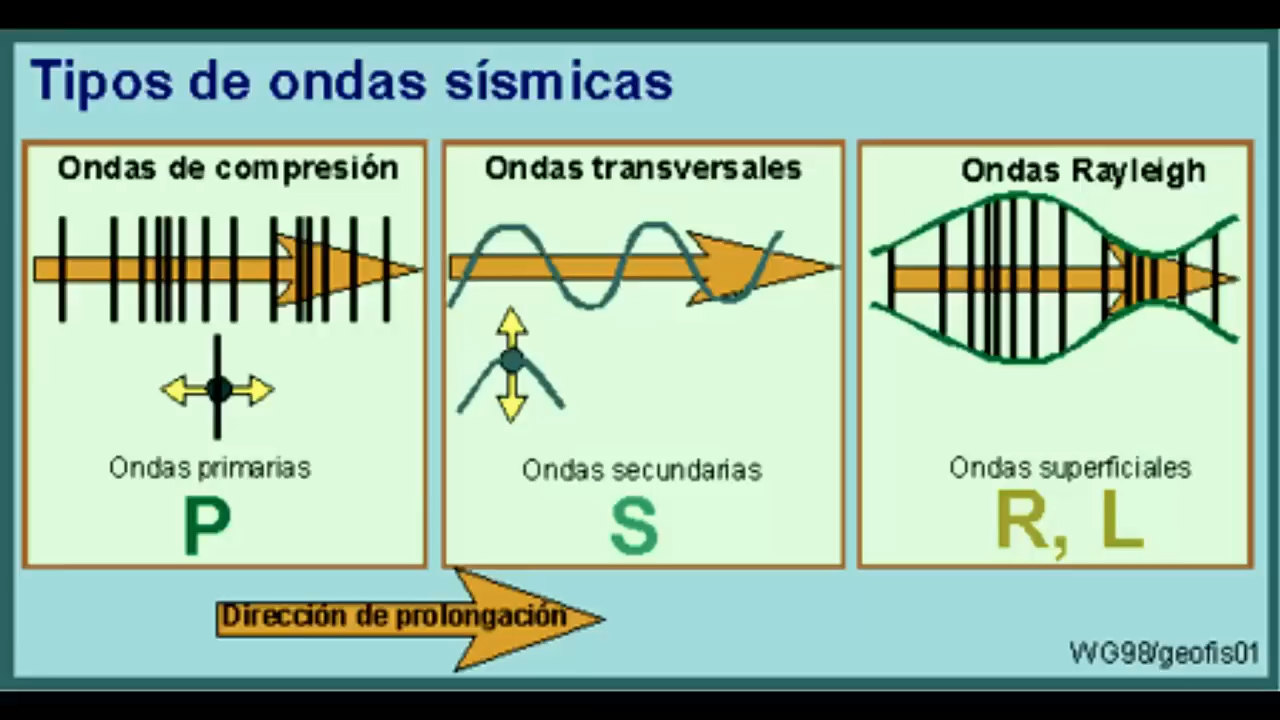 Tipos de ondas sísmicas
Ondas de compresión
Ondas primarias
P
Ondas transversales
Ondas secundarias
S
Ondas Rayleigh
Ondas superficiales
R, L
Dirección de prolongación
WG98/geofis01